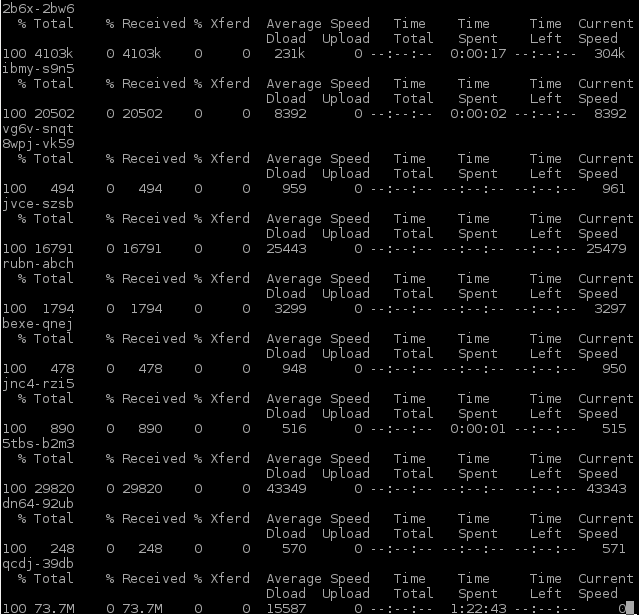 2b6x-2bw6
% Total % Received % Xferd Average Speed Time Time Time Current
Dload Upload Total Spent Left Speed
100 4103k 0 4103k 0 0 231k 0 --:--:-- 0:00:17 --:--:-- 304k
ibmy-s9n5
% Total % Received % Xferd Average Speed Time Time Time Current
Dload Upload Total Spent Left Speed
100 20502 0 20502 0 0 8392 0 --:--:-- 0:00:02 --:--:-- 8392
vg6v-snqt
8wpj-vk59
% Total % Received % Xferd Average Speed Time Time Time Current
Dload Upload Total Spent Left Speed
100 494 0 494 0 0 959 0 --:--:-- --:--:-- --:--:-- 961
jvce-szsb
% Total % Received % Xferd Average Speed Time Time Time Current
Dload Upload Total Spent Left Speed
100 16791 0 16791 0 0 25443 0 --:--:-- --:--:-- --:--:-- 25479
rubn-abch
% Total % Received % Xferd Average Speed Time Time Time Current
Dload Upload Total Spent Left Speed
100 1794 0 1794 0 0 3299 0 --:--:-- --:--:-- --:--:-- 3297
bexe-qnej
% Total % Received % Xferd Average Speed Time Time Time Current
Dload Upload Total Spent Left Speed
100 478 0 478 0 0 948 0 --:--:-- --:--:-- --:--:-- 950
jnc4-rzi5
% Total % Received % Xferd Average Speed Time Time Time Current
Dload Upload Total Spent Left Speed
100 890 0 890 0 0 516 0 --:--:-- 0:00:01 --:--:-- 515
5tbs-b2m3
% Total % Received % Xferd Average Speed Time Time Time Current
Dload Upload Total Spent Left Speed
100 29820 0 29820 0 0 43349 0 --:--:-- --:--:-- --:--:-- 43343
dn64-92ub
% Total % Received % Xferd Average Speed Time Time Time Current
Dload Upload Total Spent Left Speed
100 248 0 248 0 0 570 0 --:--:-- --:--:-- --:--:-- 571
qcdj-39db
% Total % Received % Xferd Average Speed Time Time Time Current
Dload Upload Total Spent Left Speed
100 73.7M 0 73.7M 0 0 15587 0 --:--:-- 1:22:43 --:--:-- 0